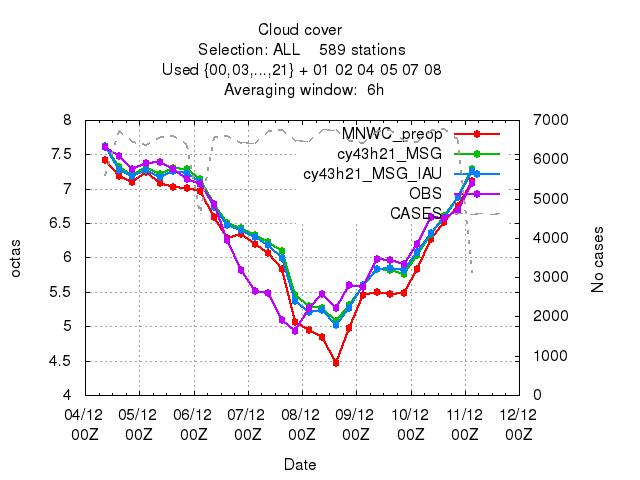 Cloud cover
Selection: ALL    589 stations
Used {00,03,...,21} + 01 02 04 05 07 08
Averaging window:  6h
8
7.5
7
6.5
6
5.5
5
4.5
4
octas
7000
6000
5000
4000
3000
2000
1000
0
No cases
MNWC_preop
cy43h21_MSG
cy43h21_MSG_IAU
OBS
CASES
04/12 05/12 06/12 07/12 08/12 09/12 10/12 11/12 12/12
00Z 00Z 00Z 00Z 00Z 00Z 00Z 00Z 00Z
Date